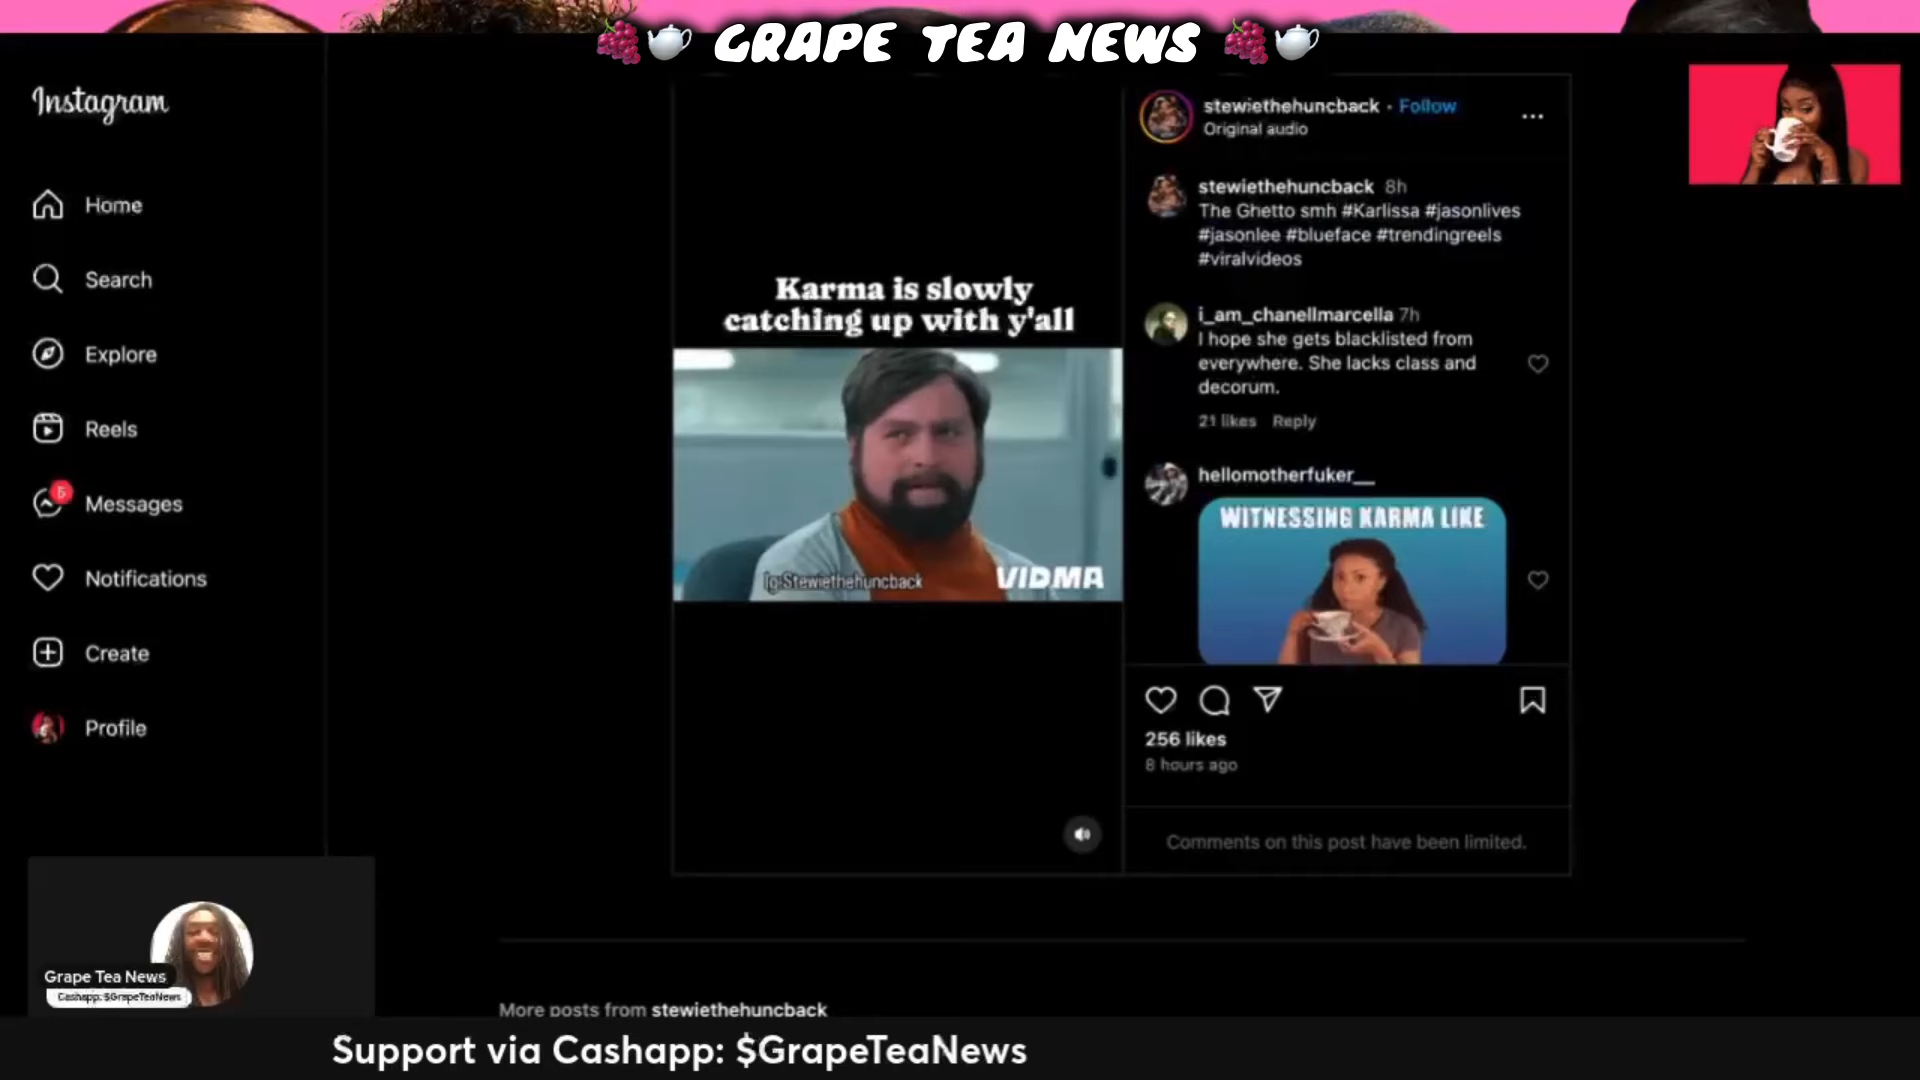 GRAPE TEA NEWS
Instagram
Home
Search
Explore
Reels
5
Messages
Notifications
Create
Profile
Karma is slowly
catching up with y'all
Ig:Stewiethehuncback
VIDMA
stewiethehuncback · Follow
Original audio
stewiethehuncback 8h
The Ghetto smh #Karlissa #jasonlives
#jasonlee #blueface #trendingreels
#viralvideos
i_am_chanellmarcella 7h
I hope she gets blacklisted from
everywhere. She lacks class and
decorum.
21 likes Reply
hellomotherfuker__
WITNESSING KARMA LIKE
256 likes
8 hours ago
Comments on this post have been limited.
Grape Tea News
Cashapp: $GrapeTeaNews
More posts from stewiethehuncback
Support via Cashapp: $GrapeTeaNews